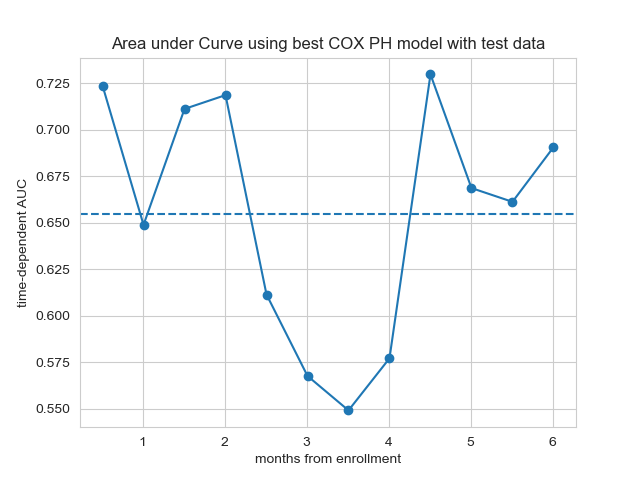 Area under Curve using best COX PH model with test data
time-dependent AUC
0.725
0.700
0.675
0.650
0.625
0.600
0.575
0.550
1 2 3 4 5 6
months from enrollment